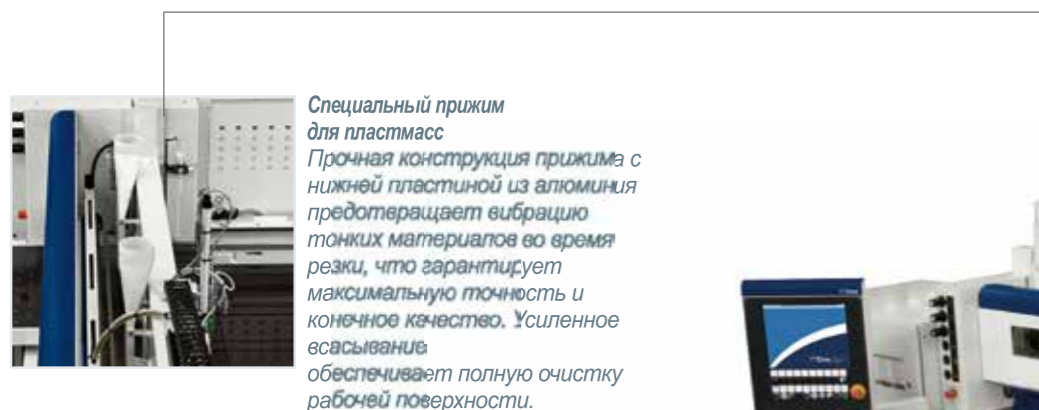 Специальный прижим
для пластмасс
Прочная конструкция прижима с
нижней пластиной из алюминия
предотвращает вибрацию
тонких материалов во время
резки, что гарантирует
максимальную точность и
конечное качество. Усиленное
всасывание
обеспечивает полную очистку
рабочей поверхности.